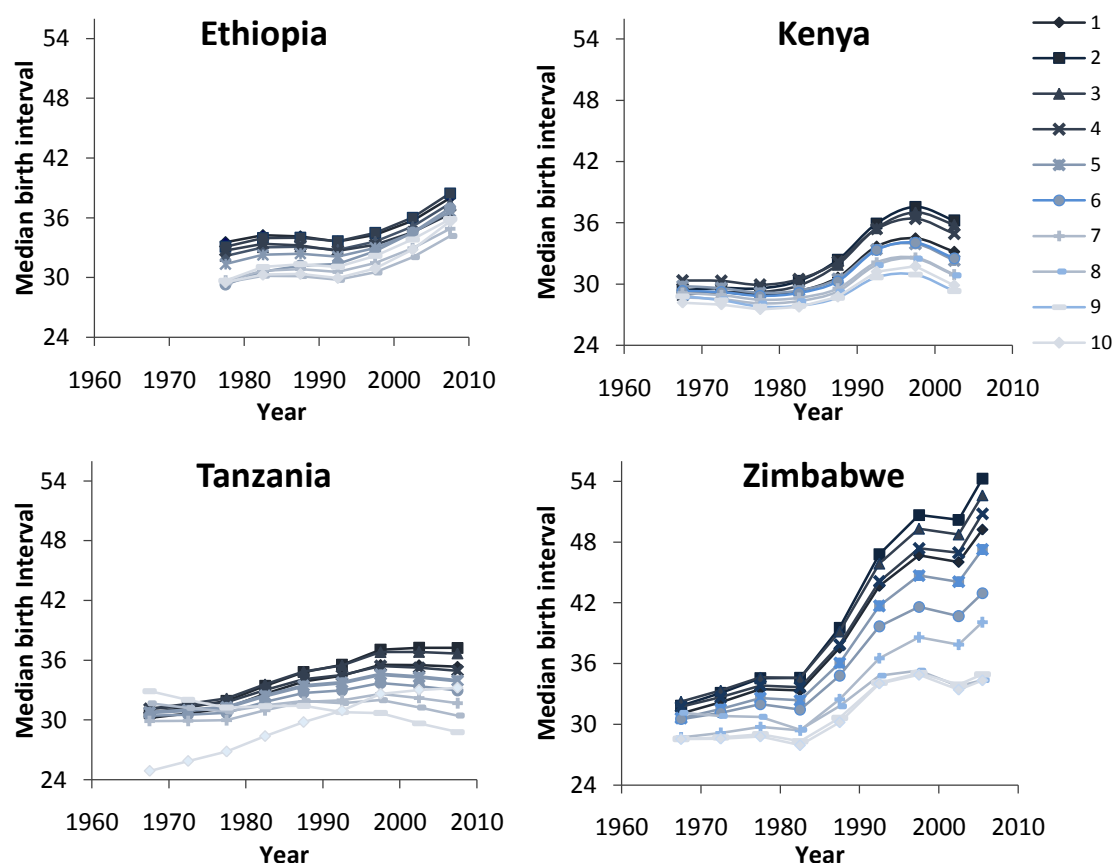 Ethiopia
Median birth interval
54
48
42
36
30
24
1960 1970 1980 1990 2000 2010
Year
Kenya
Median birth interval
54
48
42
36
30
24
1960 1970 1980 1990 2000 2010
Year
1
2
3
4
5
6
7
8
9
10
Tanzania
Median birth Interval
54
48
42
36
30
24
1960 1970 1980 1990 2000 2010
Year
Zimbabwe
Median birth interval
54
48
42
36
30
24
1960 1970 1980 1990 2000 2010
Year